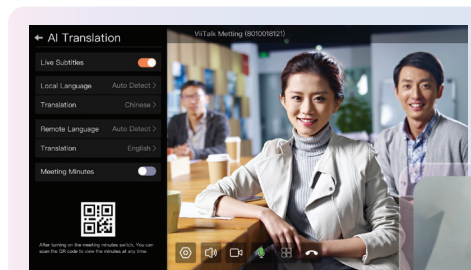 ← AI Translation
ViiTalk Metting (8010018121)
Live Subtitles
Local Language Auto Detect >
Translation Chinese >
Remote Language Auto Detect >
Translation English >
Meeting Minutes
After turning on the meeting minutes switch, You can
scan the QR code to view the minutes at any time.